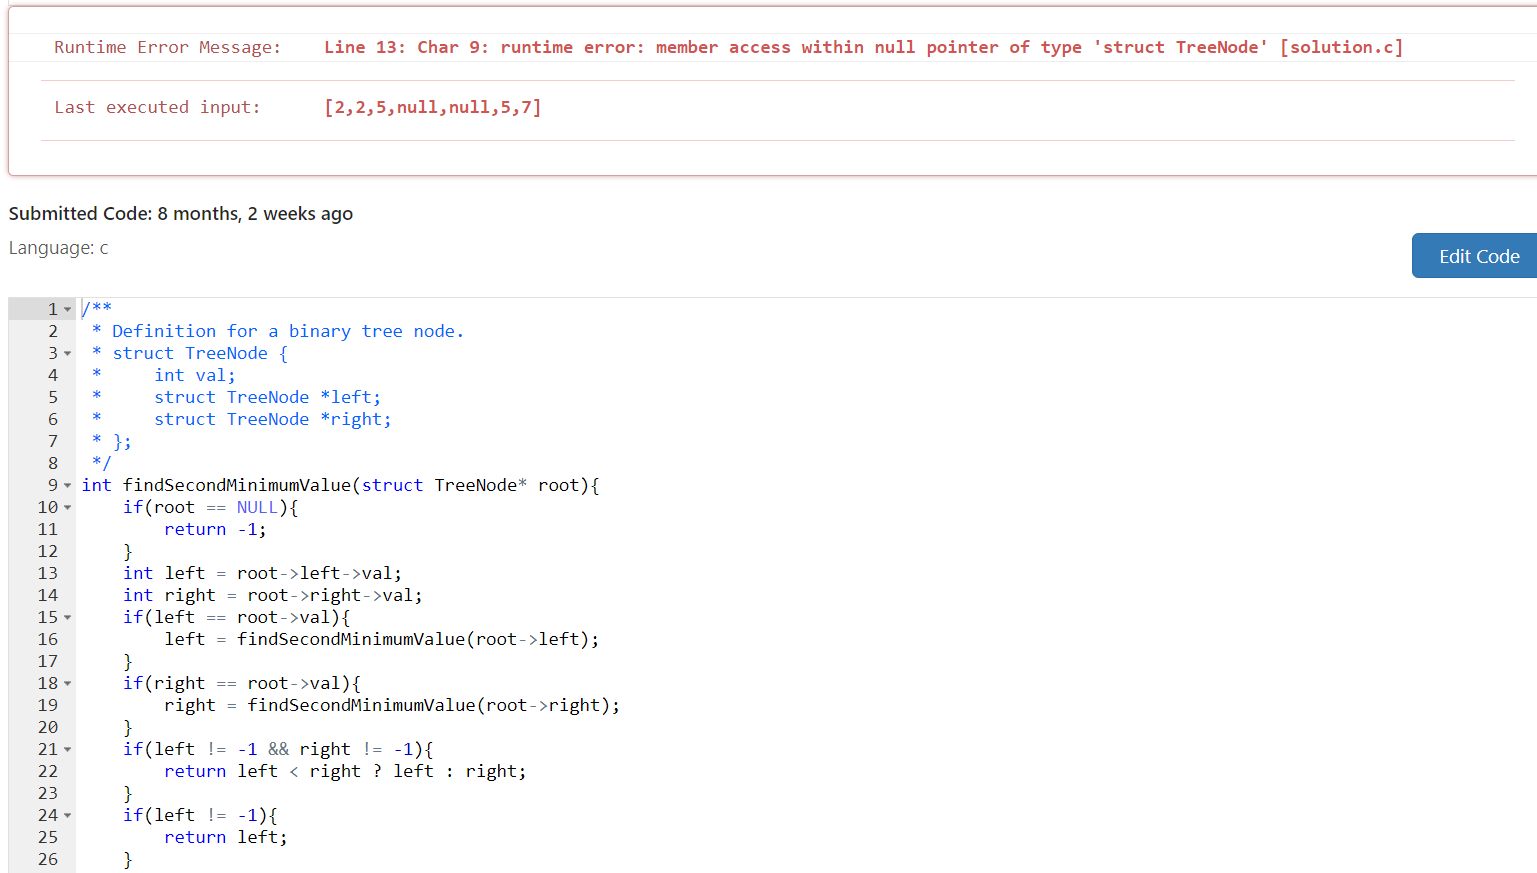 Runtime Error Message: Line 13: Char 9: runtime error: member access within null pointer of type 'struct TreeNode' [solution.c]
Last executed input: [2,2,5,null,null,5,7]
Submitted Code: 8 months, 2 weeks ago
Language: c
Edit Code
1 /**
2  * Definition for a binary tree node.
3  * struct TreeNode {
4  *     int val;
5  *     struct TreeNode *left;
6  *     struct TreeNode *right;
7  * };
8  */
9 int findSecondMinimumValue(struct TreeNode* root){
10     if(root == NULL){
11         return -1;
12     }
13     int left = root->left->val;
14     int right = root->right->val;
15     if(left == root->val){
16         left = findSecondMinimumValue(root->left);
17     }
18     if(right == root->val){
19         right = findSecondMinimumValue(root->right);
20     }
21     if(left != -1 && right != -1){
22         return left < right ? left : right;
23     }
24     if(left != -1){
25         return left;
26     }